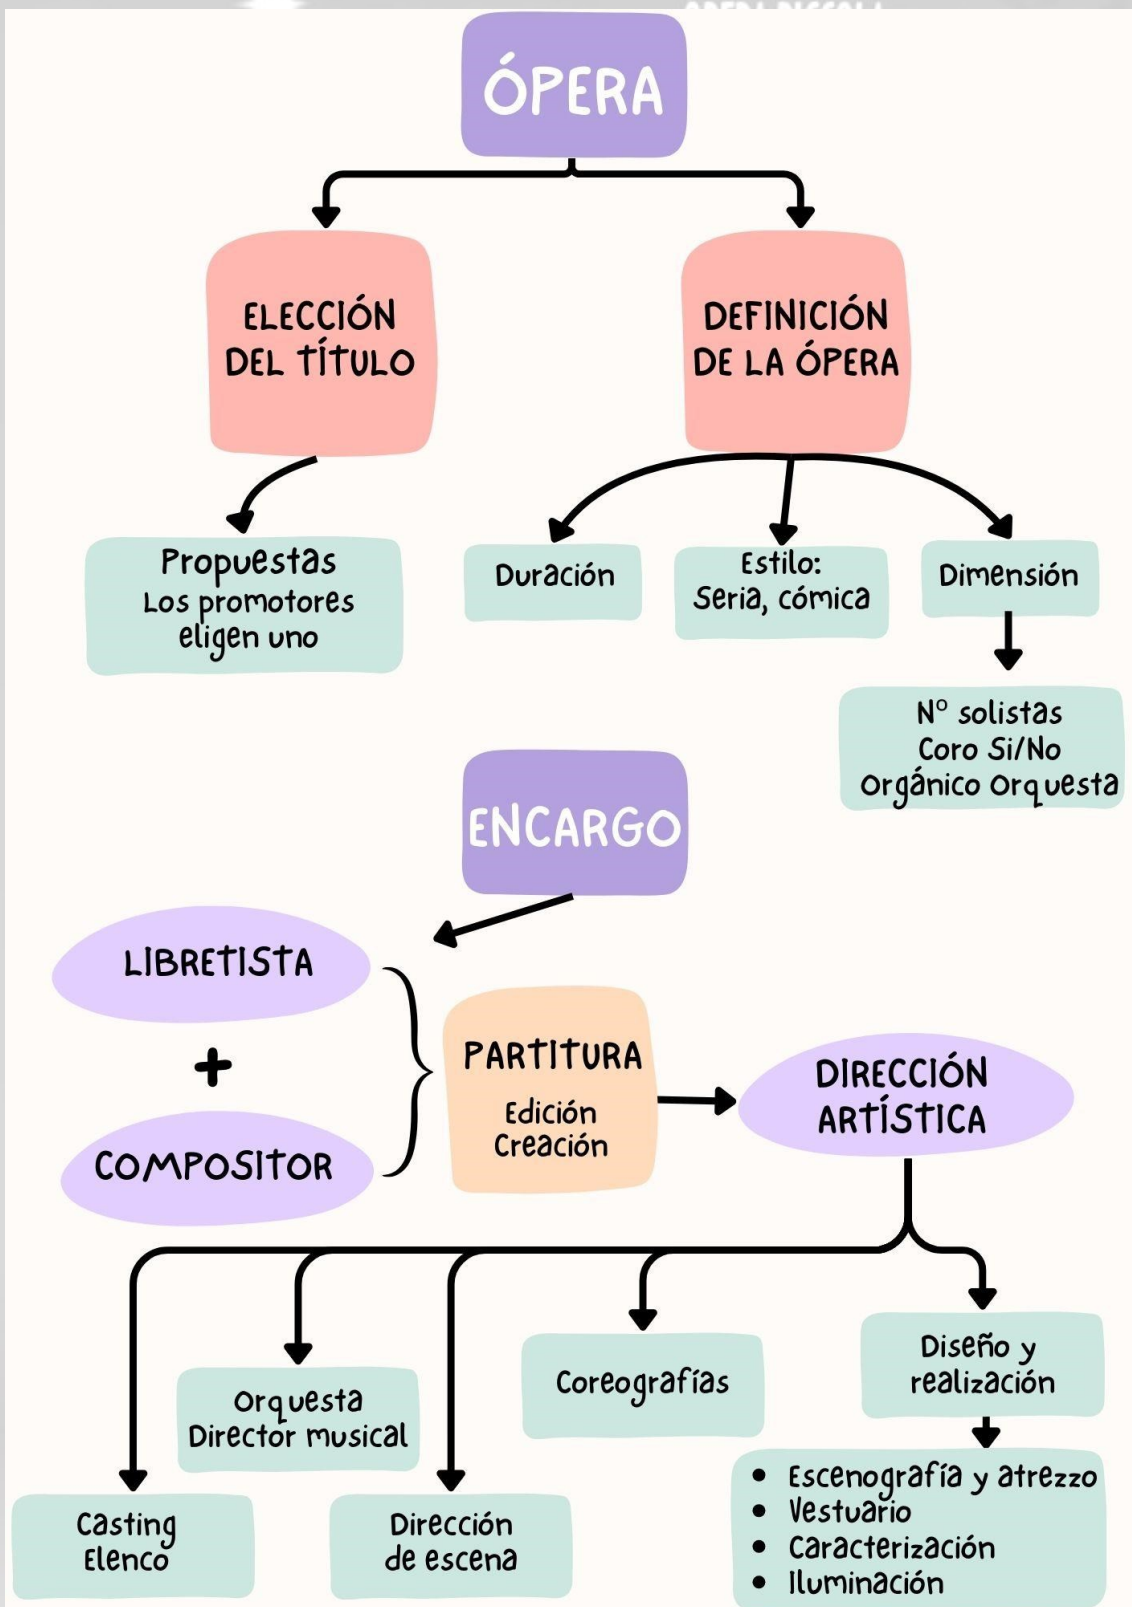 ÓPERA
ELECCIÓN
DEL TÍTULO
DEFINICIÓN
DE LA ÓPERA
Propuestas
Los promotores
eligen uno
Duración
Estilo:
Seria, cómica
Dimensión
Nº solistas
Coro Si/No
Orgánico Orquesta
ENCARGO
LIBRETISTA
+
COMPOSITOR
PARTITURA
Edición
Creación
DIRECCIÓN
ARTÍSTICA
Casting
Elenco
Orquesta
Director musical
Dirección
de escena
Coreografías
Diseño y
realización
• Escenografía y atrezzo
• Vestuario
• Caracterización
• Iluminación